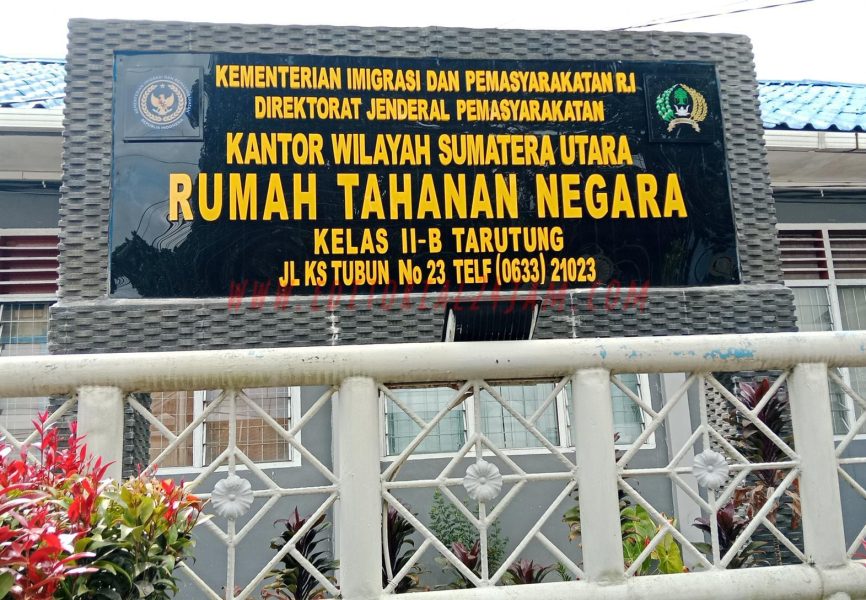 KEMENTERIAN IMIGRASI DAN PEMASYARAKATAN R.I
DIREKTORAT JENDERAL PEMASYARAKATAN
KANTOR WILAYAH SUMATERA UTARA
RUMAH TAHANAN NEGARA
KELAS II-B TARUTUNG
JL KS TUBUN No 23 TELF (0633) 21023